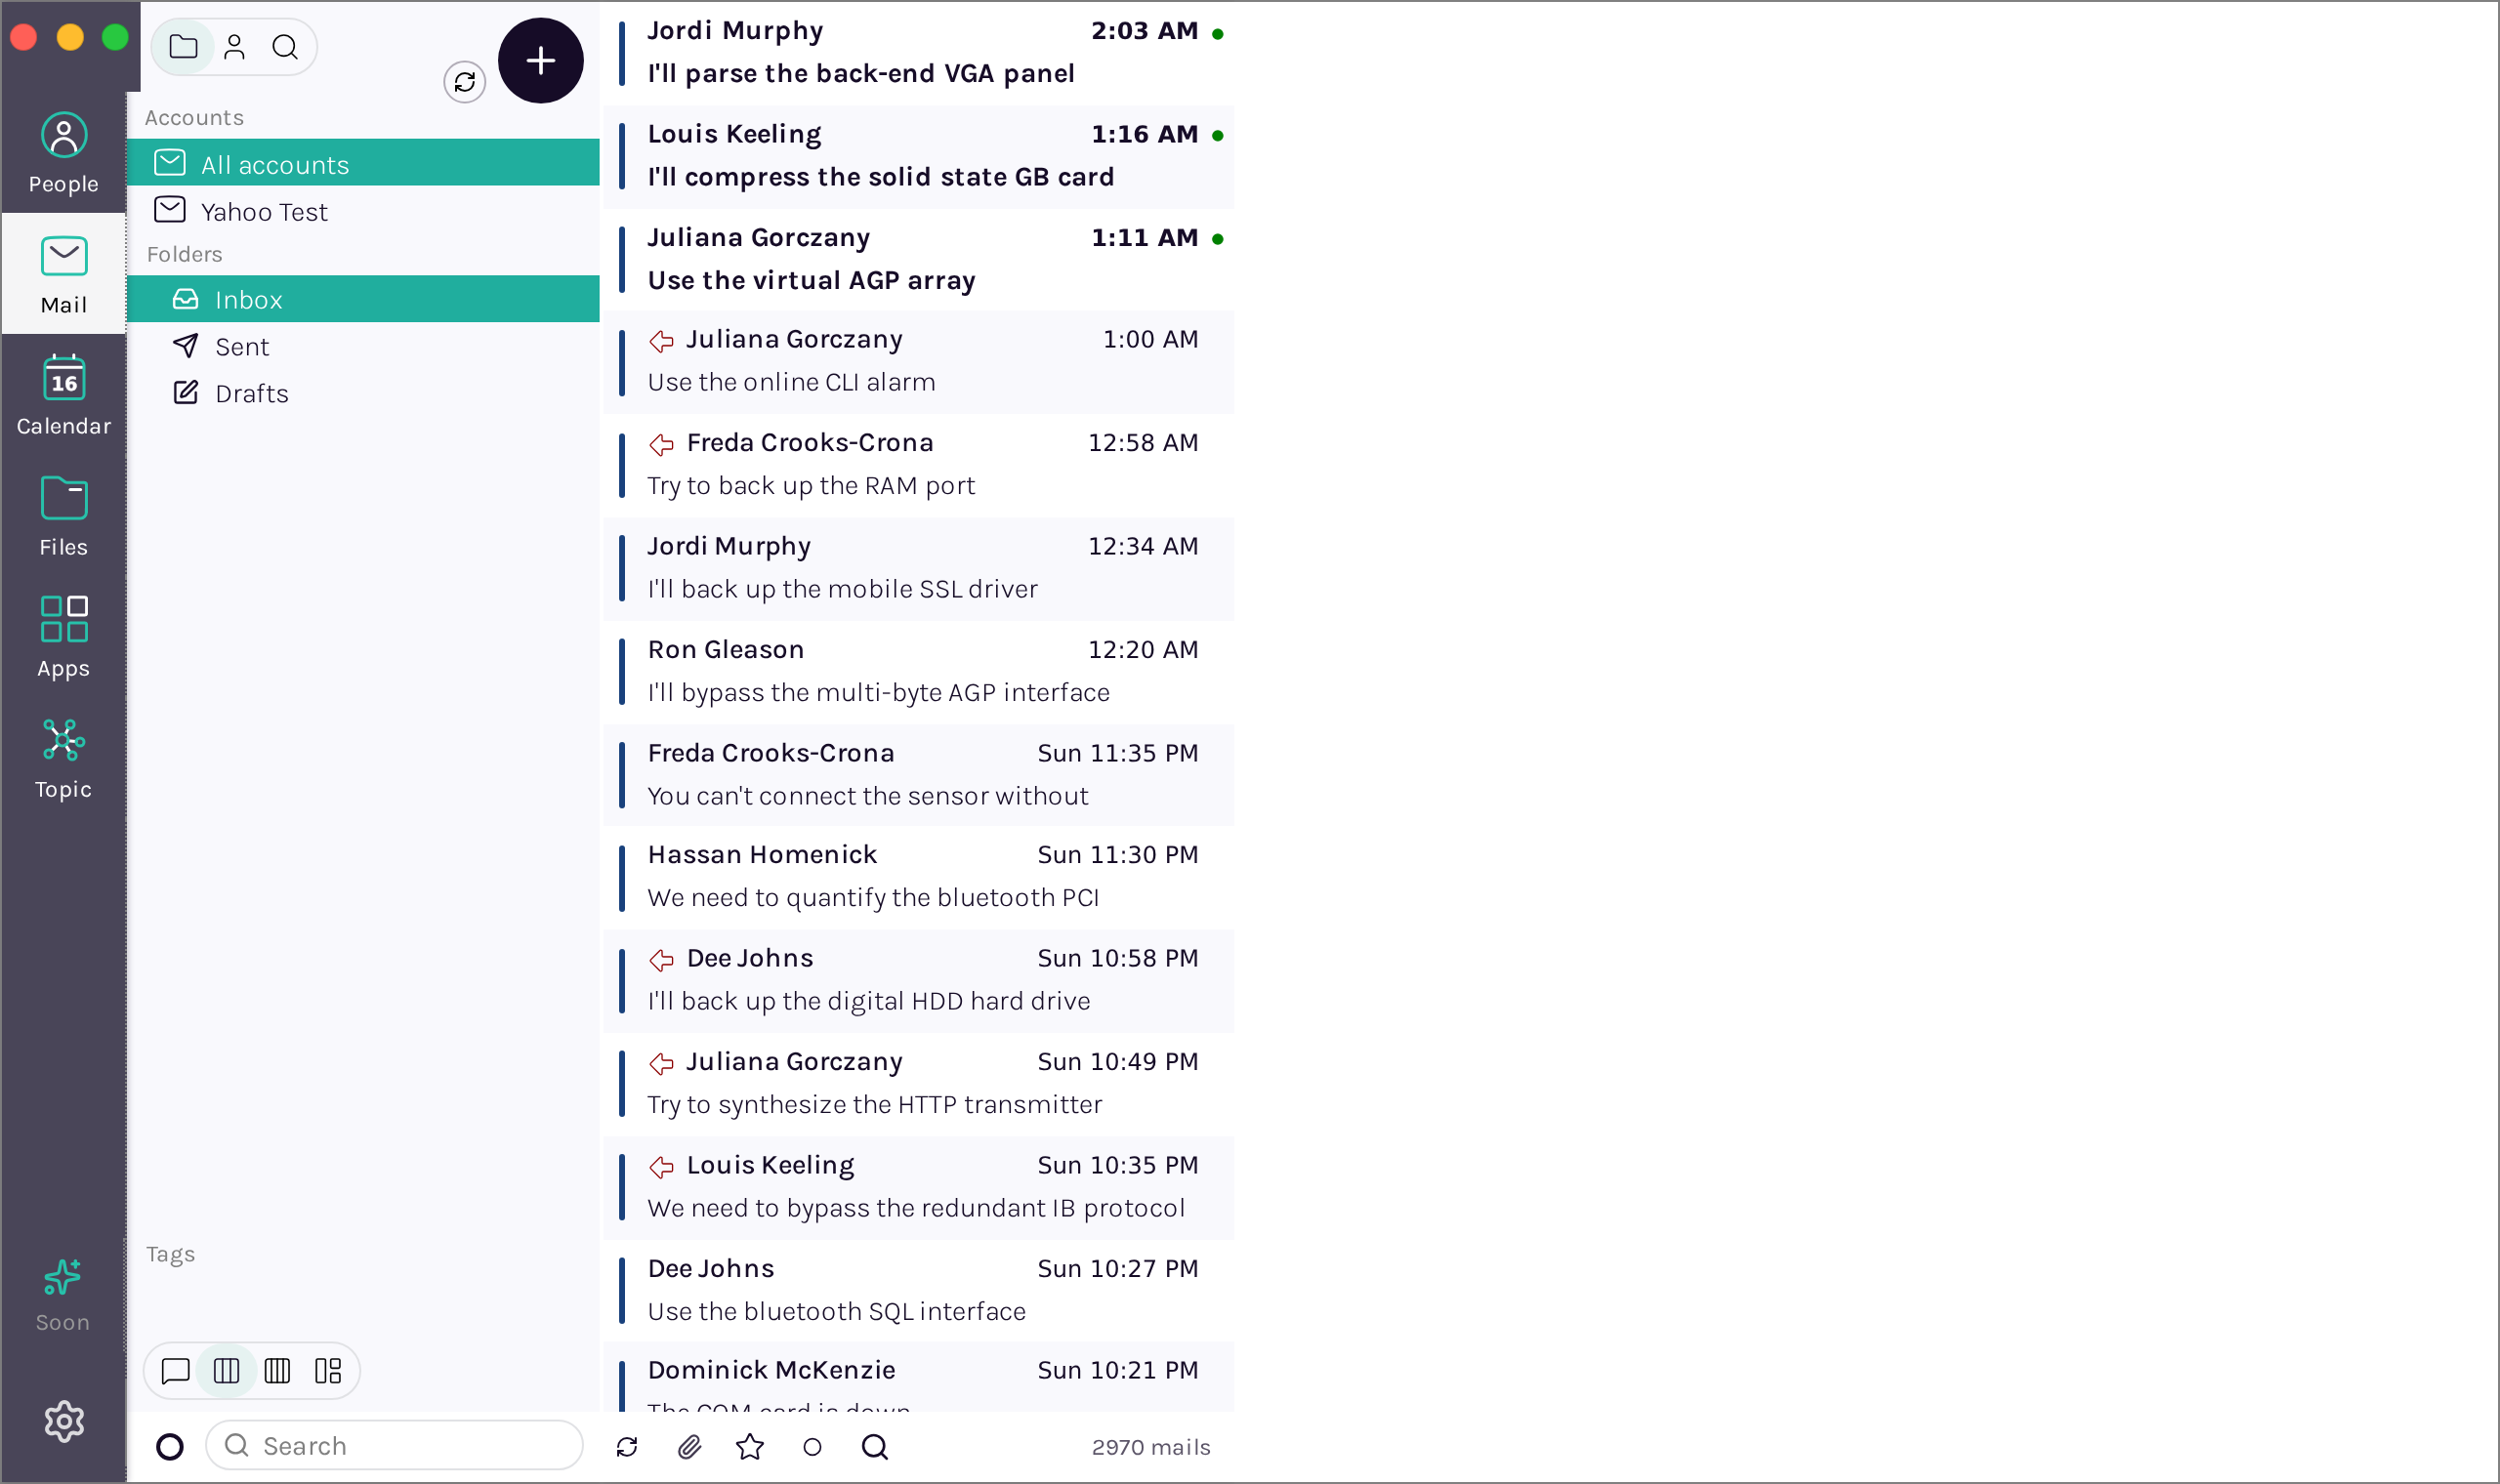 People
Mail
16
Calendar
Files
Apps
Topic
Soon
Accounts
All accounts
Yahoo Test
Folders
Inbox
Sent
Drafts
Tags
Search
Jordi Murphy 2:03 AM
I'll parse the back-end VGA panel
Louis Keeling 1:16 AM
I'll compress the solid state GB card
Juliana Gorczany 1:11 AM
Use the virtual AGP array
Juliana Gorczany 1:00 AM
Use the online CLI alarm
Freda Crooks-Crona 12:58 AM
Try to back up the RAM port
Jordi Murphy 12:34 AM
I'll back up the mobile SSL driver
Ron Gleason 12:20 AM
I'll bypass the multi-byte AGP interface
Freda Crooks-Crona Sun 11:35 PM
You can't connect the sensor without
Hassan Homenick Sun 11:30 PM
We need to quantify the bluetooth PCI
Dee Johns Sun 10:58 PM
I'll back up the digital HDD hard drive
Juliana Gorczany Sun 10:49 PM
Try to synthesize the HTTP transmitter
Louis Keeling Sun 10:35 PM
We need to bypass the redundant IB protocol
Dee Johns Sun 10:27 PM
Use the bluetooth SQL interface
Dominick McKenzie Sun 10:21 PM
The COM card is down
2970 mails